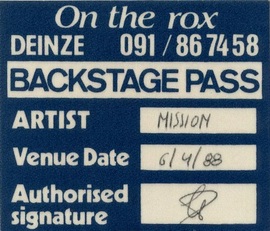 On the rox
DEINZE 091/867458
BACKSTAGE PASS
ARTIST MISSION
Venue Date 6/4/88
Authorised
signature